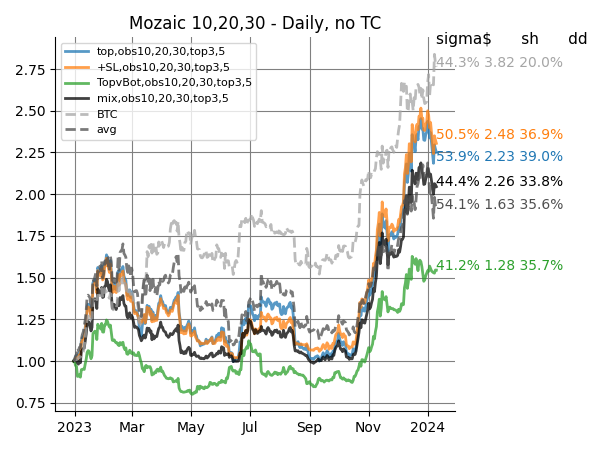 Mozaic 10,20,30 - Daily, no TC
sigma$ sh dd
top,obs10,20,30,top3,5
+SL,obs10,20,30,top3,5
TopvBot,obs10,20,30,top3,5
mix,obs10,20,30,top3,5
BTC
avg
44.3% 3.82 20.0%
50.5% 2.48 36.9%
53.9% 2.23 39.0%
44.4% 2.26 33.8%
54.1% 1.63 35.6%
41.2% 1.28 35.7%
2.75
2.50
2.25
2.00
1.75
1.50
1.25
1.00
0.75
2023 Mar May Jul Sep Nov 2024